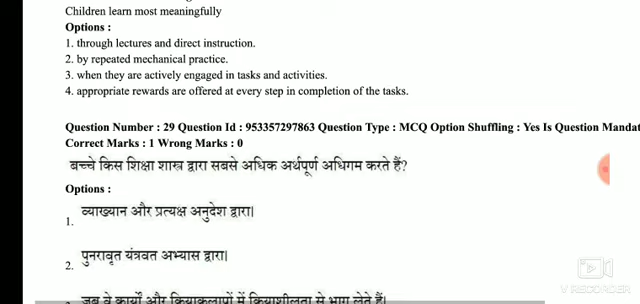 Children learn most meaningfully
Options :
1. through lectures and direct instruction.
2. by repeated mechanical practice.
3. when they are actively engaged in tasks and activities.
4. appropriate rewards are offered at every step in completion of the tasks.
Question Number : 29 Question Id : 953357297863 Question Type : MCQ Option Shuffling : Yes Is Question Mandat
Correct Marks : 1 Wrong Marks : 0
बच्चे किस शिक्षा शास्त्र द्वारा सबसे अधिक अर्थपूर्ण अधिगम करते हैं?
Options :
1. व्याख्यान और प्रत्यक्ष अनुदेश द्वारा।
2. पुनरावृत यंत्रवत अभ्यास द्वारा।
जब वे कार्यों और क्रियाकलापों में क्रियाशीलता से भाग लेते हैं।
V RECORDER